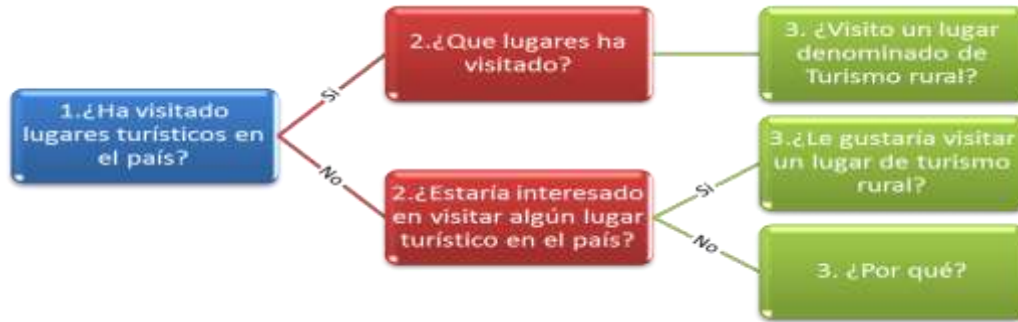 1.¿Ha visitado
lugares turísticos en
el país?
Si
2.¿Que lugares ha
visitado?
3. ¿Visito un lugar
denominado de
Turismo rural?
No
2.¿Estaría interesado
en visitar algún lugar
turístico en el país?
Si
3.¿Le gustaría visitar
un lugar de turismo
rural?
No
3. ¿Por qué?